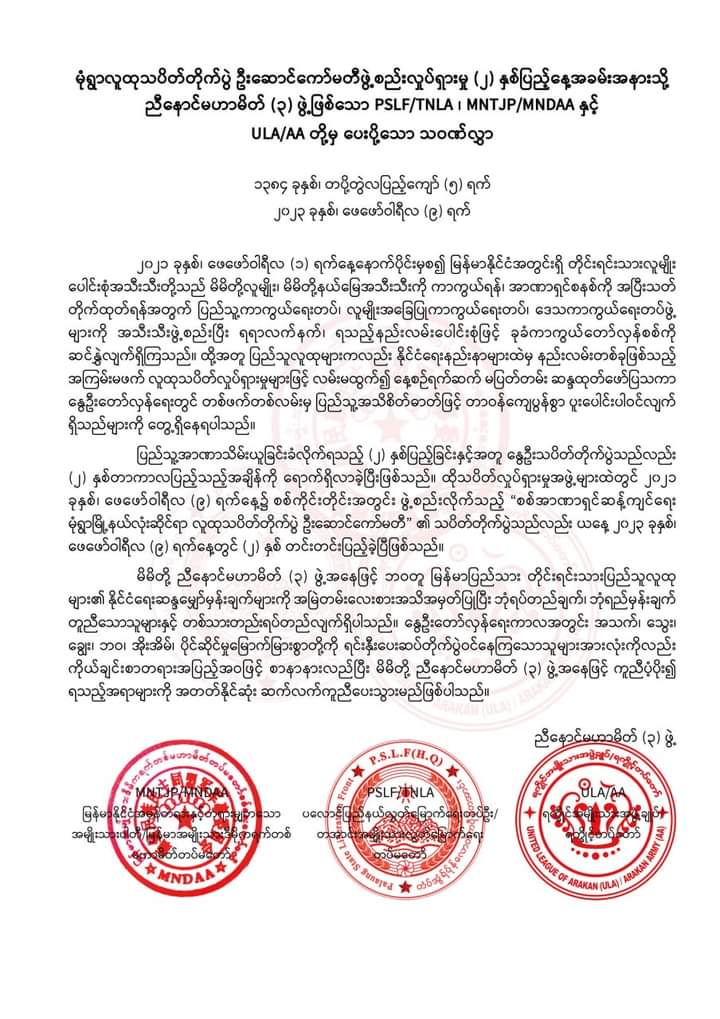 မုံရွာလူထုသပိတ်တိုက်ပွဲ ဦးဆောင်ကော်မတီဖွဲ့စည်းလှုပ်ရှားမှု (၂) နှစ်ပြည့်နေ့အခမ်းအနားသို့
ညီနောင်မဟာမိတ် (၃) ဖွဲ့ဖြစ်သော PSLF/TNLA ၊ MNTJP/MNDAA နှင့်
ULA/AA တို့မှ ပေးပို့သော သဝဏ်လွှာ
၁၃၈၄ ခုနှစ်၊ တပို့တွဲလပြည့်ကျော် (၅) ရက်
၂၀၂၃ ခုနှစ်၊ ဖေဖော်ဝါရီလ (၉) ရက်
၂၀၂၁ ခုနှစ်၊ ဖေဖော်ဝါရီလ (၁) ရက်နေ့နောက်ပိုင်းမှစ၍ မြန်မာနိုင်ငံအတွင်းရှိ တိုင်းရင်းသားလူမျိုး
ပေါင်းစုံအသီးသီးတို့သည် မိမိတို့လူမျိုး၊ မိမိတို့နယ်မြေအသီးသီးကို ကာကွယ်ရန်၊ အာဏာရှင်စနစ်ကို အပြီးသတ်
တိုက်ထုတ်ရန်အတွက် ပြည်သူ့ကာကွယ်ရေးတပ်၊ လူမျိုးအခြေပြုကာကွယ်ရေးတပ်၊ ဒေသကာကွယ်ရေးတပ်ဖွဲ့
များကို အသီးသီးဖွဲ့စည်းပြီး ရရာလက်နက်၊ ရသည့်နည်းလမ်းပေါင်းစုံဖြင့် ခုခံကာကွယ်တော်လှန်စစ်ကို
ဆင်နွှဲလျက်ရှိကြသည်။ ထို့အတူ ပြည်သူလူထုများကလည်း နိုင်ငံရေးနည်းနာများထဲမှ နည်းလမ်းတစ်ခုဖြစ်သည့်
အကြမ်းမဖက် လူထုသပိတ်လှုပ်ရှားမှုများဖြင့် လမ်းမထွက်၍ နေ့စဉ်ရက်ဆက် မပြတ်တမ်း ဆန္ဒထုတ်ဖော်ပြသကာ
နွေဦးတော်လှန်ရေးတွင် တစ်ဖက်တစ်လမ်းမှ ပြည်သူ့အသိစိတ်ဓာတ်ဖြင့် တာဝန်ကျေပွန်စွာ ပူးပေါင်းပါဝင်လျက်
ရှိသည်များကို တွေ့ရှိနေရပါသည်။
ပြည်သူ့အာဏာသိမ်းယူခြင်းခံလိုက်ရသည့် (၂) နှစ်ပြည့်ခြင်းနှင့်အတူ နွေဦးသပိတ်တိုက်ပွဲသည်လည်း
(၂) နှစ်တာကာလပြည့်သည့်အချိန်ကို ရောက်ရှိလာခဲ့ပြီဖြစ်သည်။ ထိုသပိတ်လှုပ်ရှားမှုအဖွဲ့များထဲတွင် ၂၀၂၁
ခုနှစ်၊ ဖေဖော်ဝါရီလ (၉) ရက်နေ့၌ စစ်ကိုင်းတိုင်းအတွင်း ဖွဲ့စည်းလိုက်သည့် “စစ်အာဏာရှင်ဆန့်ကျင်ရေး
မုံရွာမြို့နယ်လုံးဆိုင်ရာ လူထုသပိတ်တိုက်ပွဲ ဦးဆောင်ကော်မတီ” ၏ သပိတ်တိုက်ပွဲသည်လည်း ယနေ့ ၂၀၂၃ ခုနှစ်၊
ဖေဖော်ဝါရီလ (၉) ရက်နေ့တွင် (၂) နှစ် တင်းတင်းပြည့်ခဲ့ပြီဖြစ်သည်။
မိမိတို့ ညီနောင်မဟာမိတ် (၃) ဖွဲ့အနေဖြင့် ဘဝတူ မြန်မာပြည်သား တိုင်းရင်းသားပြည်သူလူထု
များ၏ နိုင်ငံရေးဆန္ဒမျှော်မှန်းချက်များကို အမြဲတမ်းလေးစားအသိအမှတ်ပြုပြီး ဘုံရပ်တည်ချက်၊ ဘုံရည်မှန်းချက်
တူညီသောသူများနှင့် တစ်သားတည်းရပ်တည်လျက်ရှိပါသည်။ နွေဦးတော်လှန်ရေးကာလအတွင်း အသက်၊ သွေး၊
ချွေး၊ ဘဝ၊ အိုးအိမ်၊ ပိုင်ဆိုင်မှုမြောက်မြားစွာတို့ကို ရင်းနှီးပေးဆပ်တိုက်ပွဲဝင်နေကြသောသူများအားလုံးကိုလည်း
ကိုယ်ချင်းစာတရားအပြည့်အဝဖြင့် စာနာနားလည်ပြီး မိမိတို့ ညီနောင်မဟာမိတ် (၃) ဖွဲ့အနေဖြင့် ကူညီပံ့ပိုး၍
ရသည့်အရာများကို အတတ်နိုင်ဆုံး ဆက်လက်ကူညီပေးသွားမည်ဖြစ်ပါသည်။
ညီနောင်မဟာမိတ် (၃) ဖွဲ့
MNTJP/MNDAA
မြန်မာနိုင်ငံအမှန်တရားနှင့်တရားမျှတသော
အမျိုးသားပါတီ/မြန်မာအမျိုးသားဒီမိုကရက်တစ်
မဟာမိတ်တပ်မတော်
MNDAA
P.S.L.F(H.Q)
PSLF/TNLA
ပလောင်ပြည်နယ်လွတ်မြောက်ရေးတပ်ဦး/
တအာင်းအမျိုးသားလွတ်မြောက်ရေး
တပ်မတော်
Palaung State Liberation Front
ULA/AA
ရက္ခိုင်အမျိုးသားအဖွဲ့ချုပ်/
ရက္ခိုင့်တပ်တော်
UNITED LEAGUE OF ARAKAN (ULA) / ARAKAN ARMY (AA)